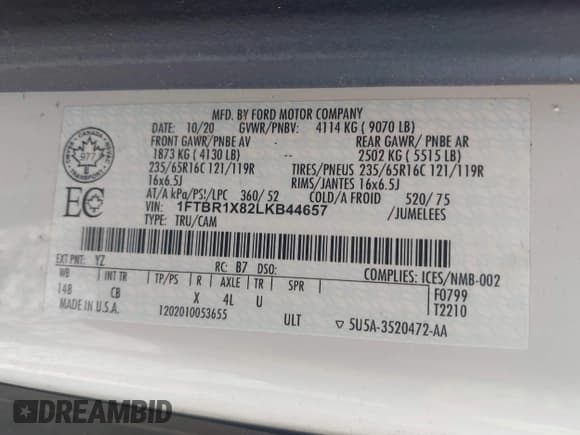 MFD. BY FORD MOTOR COMPANY
DATE: 10/20 GVWR/PNBV: 4114 KG ( 9070 LB)
FRONT GAWR/PNBE AV REAR GAWR/ PNBE AR
1873 KG ( 4130 LB) 2502 KG ( 5515 LB)
235/65R16C 121/119R TIRES/PNEUS 235/65R16C 121/119R
16x6.5J RIMS/JANTES 16x6.5J
AT/A kPa/PSI/LPC 360/ 52 COLD/A FROID 520/ 75
VIN: 1FTBR1X82LKB44657 /JUMELEES
TYPE: TRU/CAM
CANADA
TRANSPORT
EC
EXT PNT: YZ RC: B7 DSO: COMPLIES: ICES/NMB-002
WB INT TR TP/PS R AXLE TR SPR F0799
148 CB X 4L U T2210
MADE IN U.S.A. 1202010053655 ULT ▽ 5U5A-3520472-AA
DREAMBID